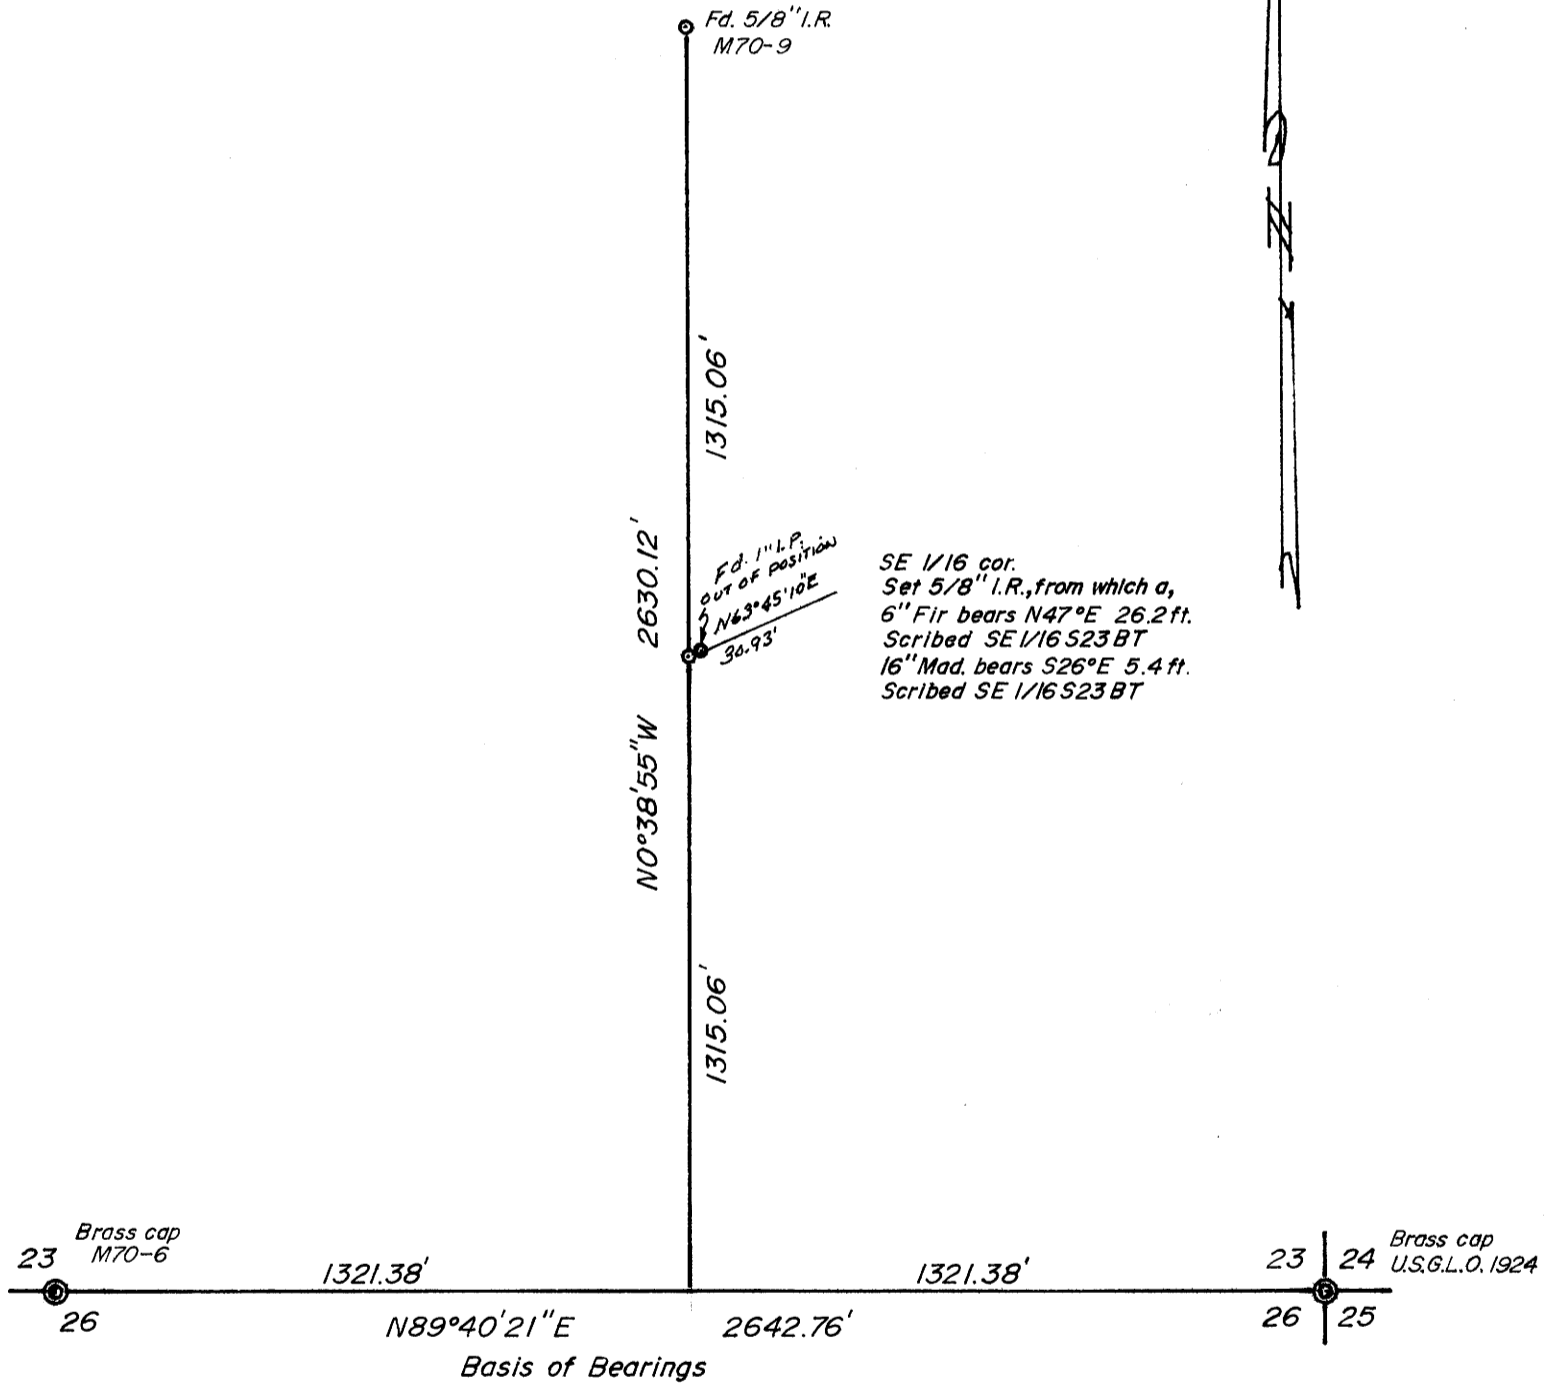 Fd. 5/8" I.R.
M70-9
1315.06'
2630.12'
Fd. 1" I.P.
OUT OF POSITION
N63°45'10"E
30.93'
SE 1/16 cor.
Set 5/8" I.R., from which a,
6" Fir bears N47°E 26.2 ft.
Scribed SE 1/16 S23 BT
16" Mad. bears S26°E 5.4 ft.
Scribed SE 1/16 S23 BT
N0°38'55"W
1315.06'
Brass cap
M70-6
23
26
1321.38'
1321.38'
23 24
26 25
Brass cap
U.S.G.L.O. 1924
N89°40'21"E 2642.76'
Basis of Bearings